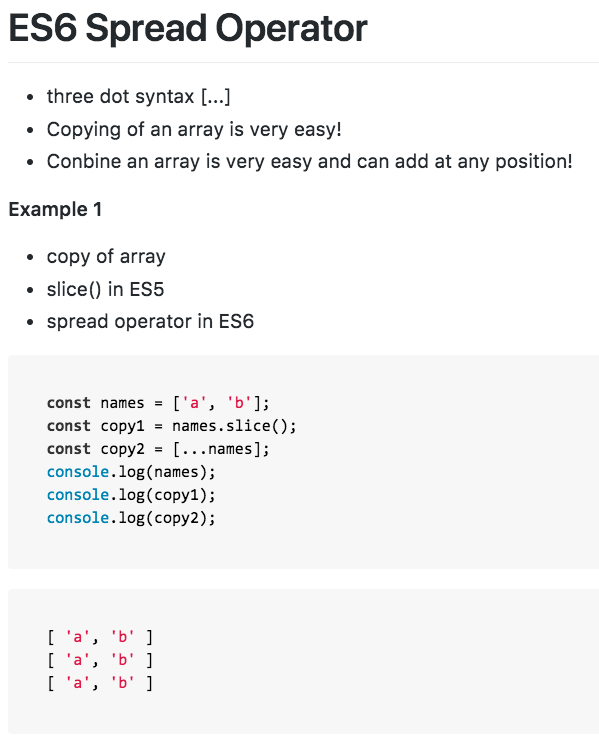 ES6 Spread Operator
• three dot syntax [...]
• Copying of an array is very easy!
• Conbine an array is very easy and can add at any position!
Example 1
• copy of array
• slice() in ES5
• spread operator in ES6
const names = ['a', 'b'];
const copy1 = names.slice();
const copy2 = [...names];
console.log(names);
console.log(copy1);
console.log(copy2);
[ 'a', 'b' ]
[ 'a', 'b' ]
[ 'a', 'b' ]